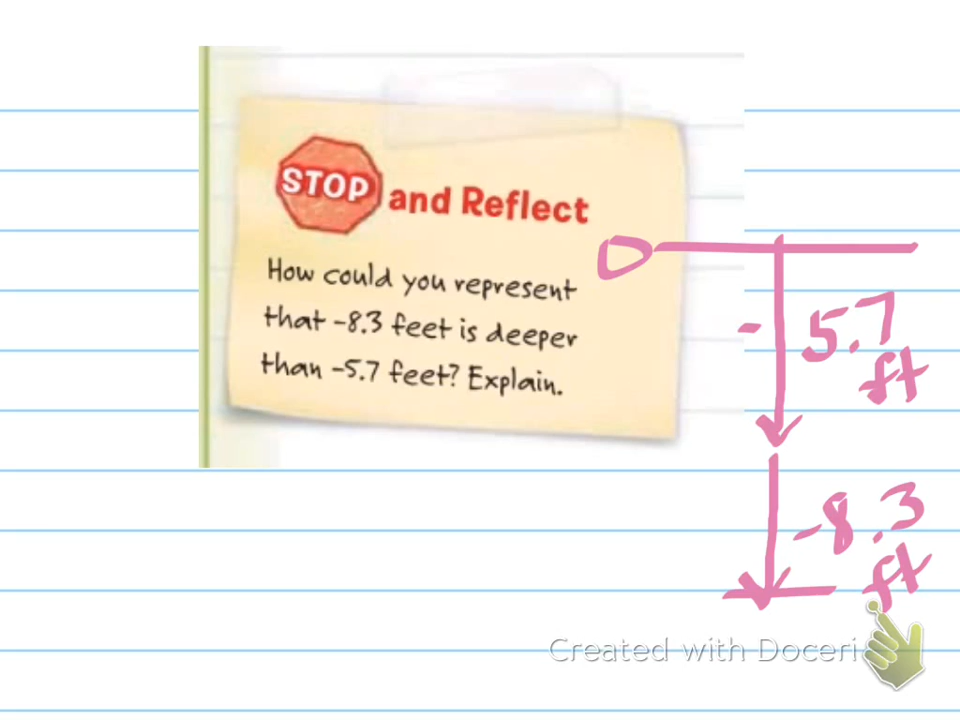 STOP and Reflect
How could you represent
that -8.3 feet is deeper
than -5.7 feet? Explain.
0
- 5.7
ft
-8.3
ft
Created with Doceri